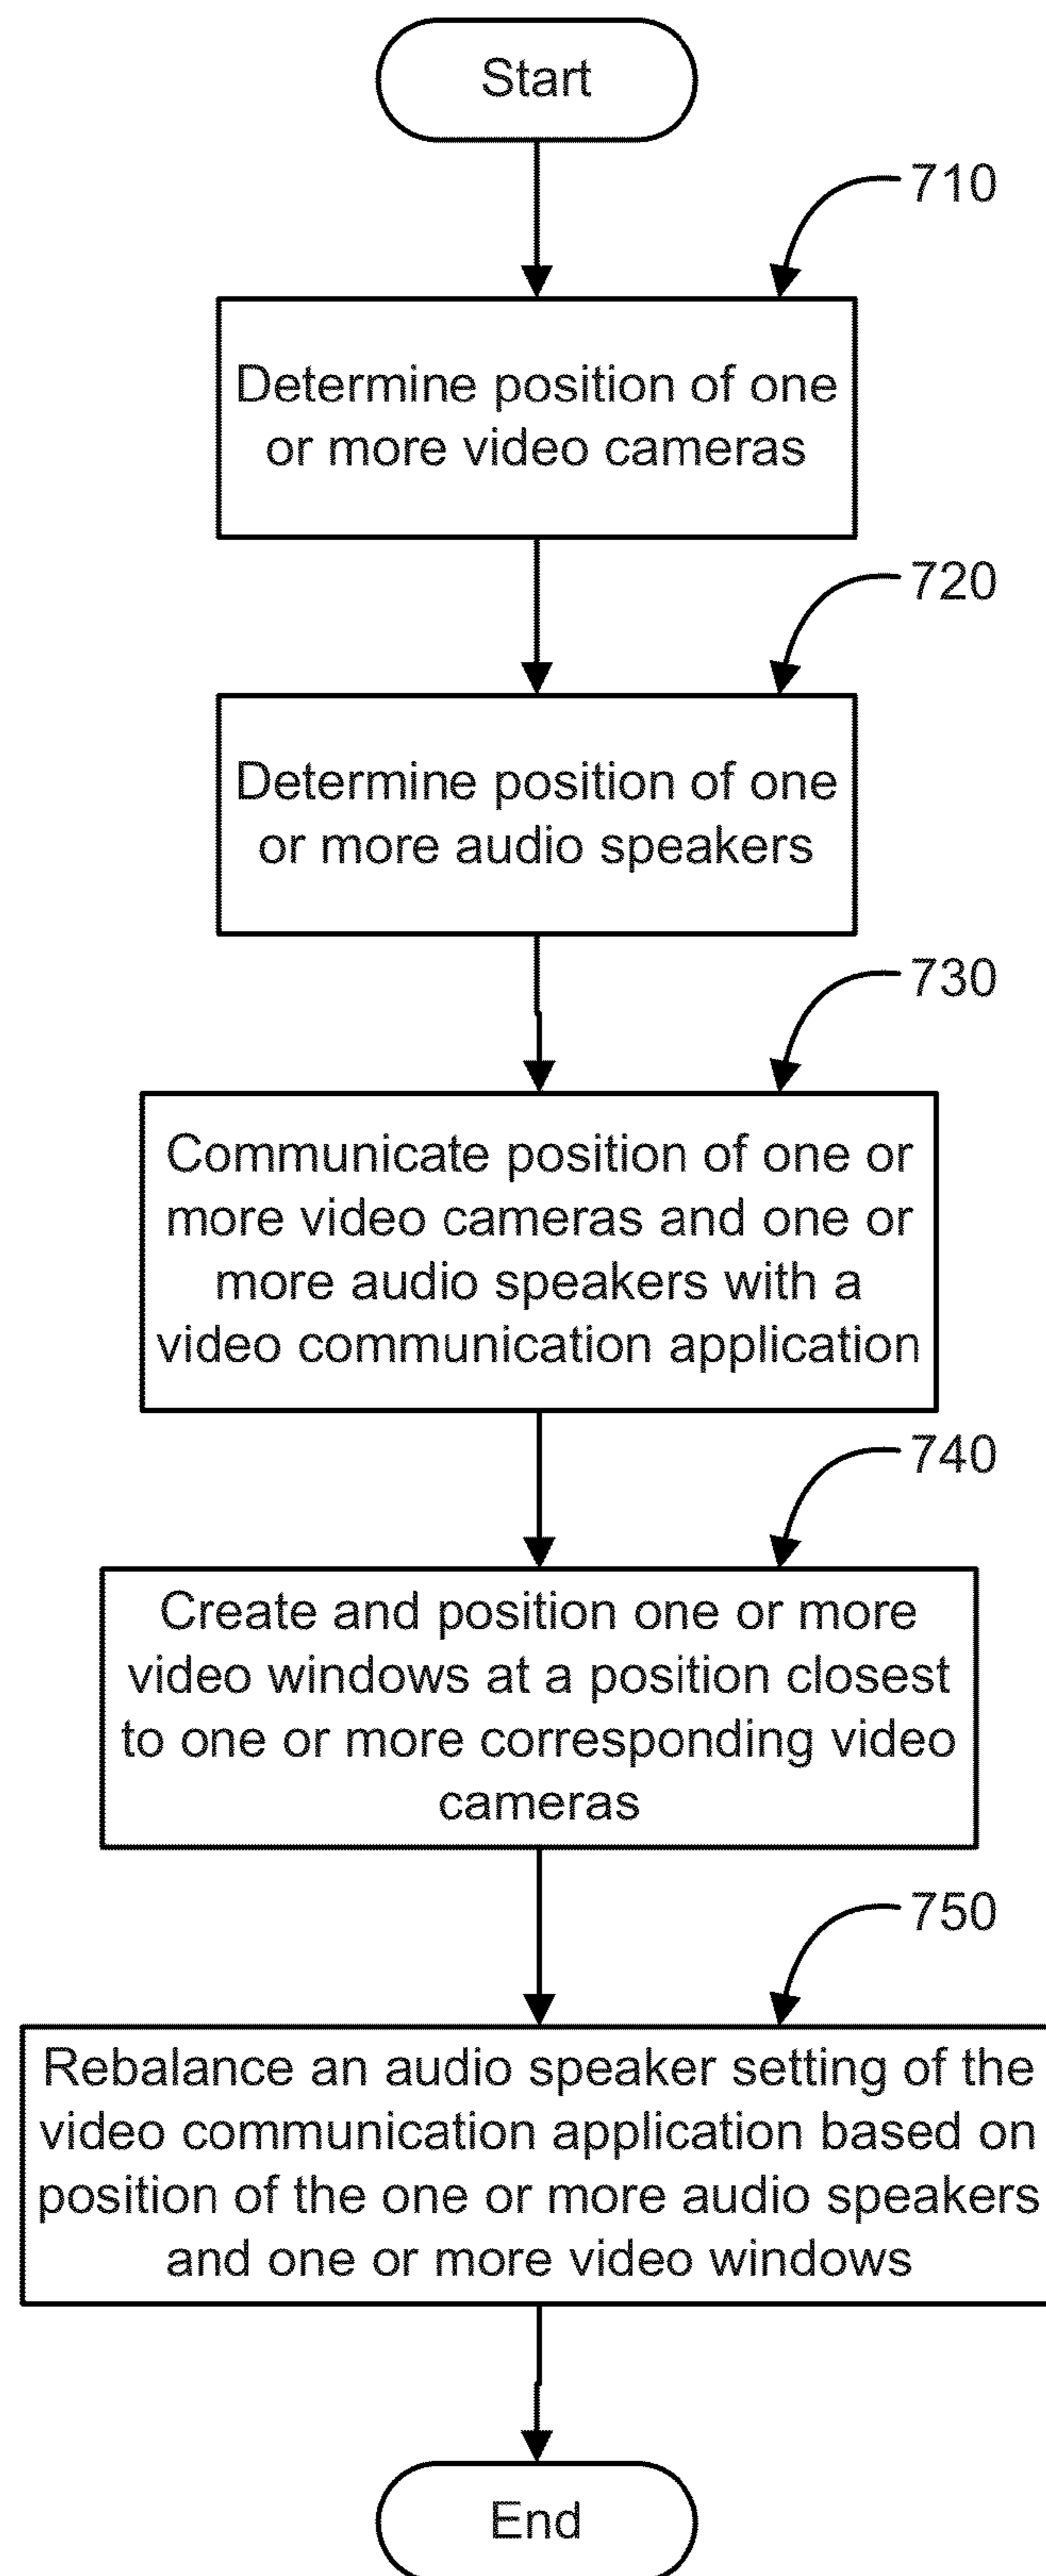 Start
710
Determine position of one
or more video cameras
720
Determine position of one
or more audio speakers
730
Communicate position of one or
more video cameras and one or
more audio speakers with a
video communication application
740
Create and position one or more
video windows at a position closest
to one or more corresponding video
cameras
750
Rebalance an audio speaker setting of the
video communication application based on
position of the one or more audio speakers
and one or more video windows
End